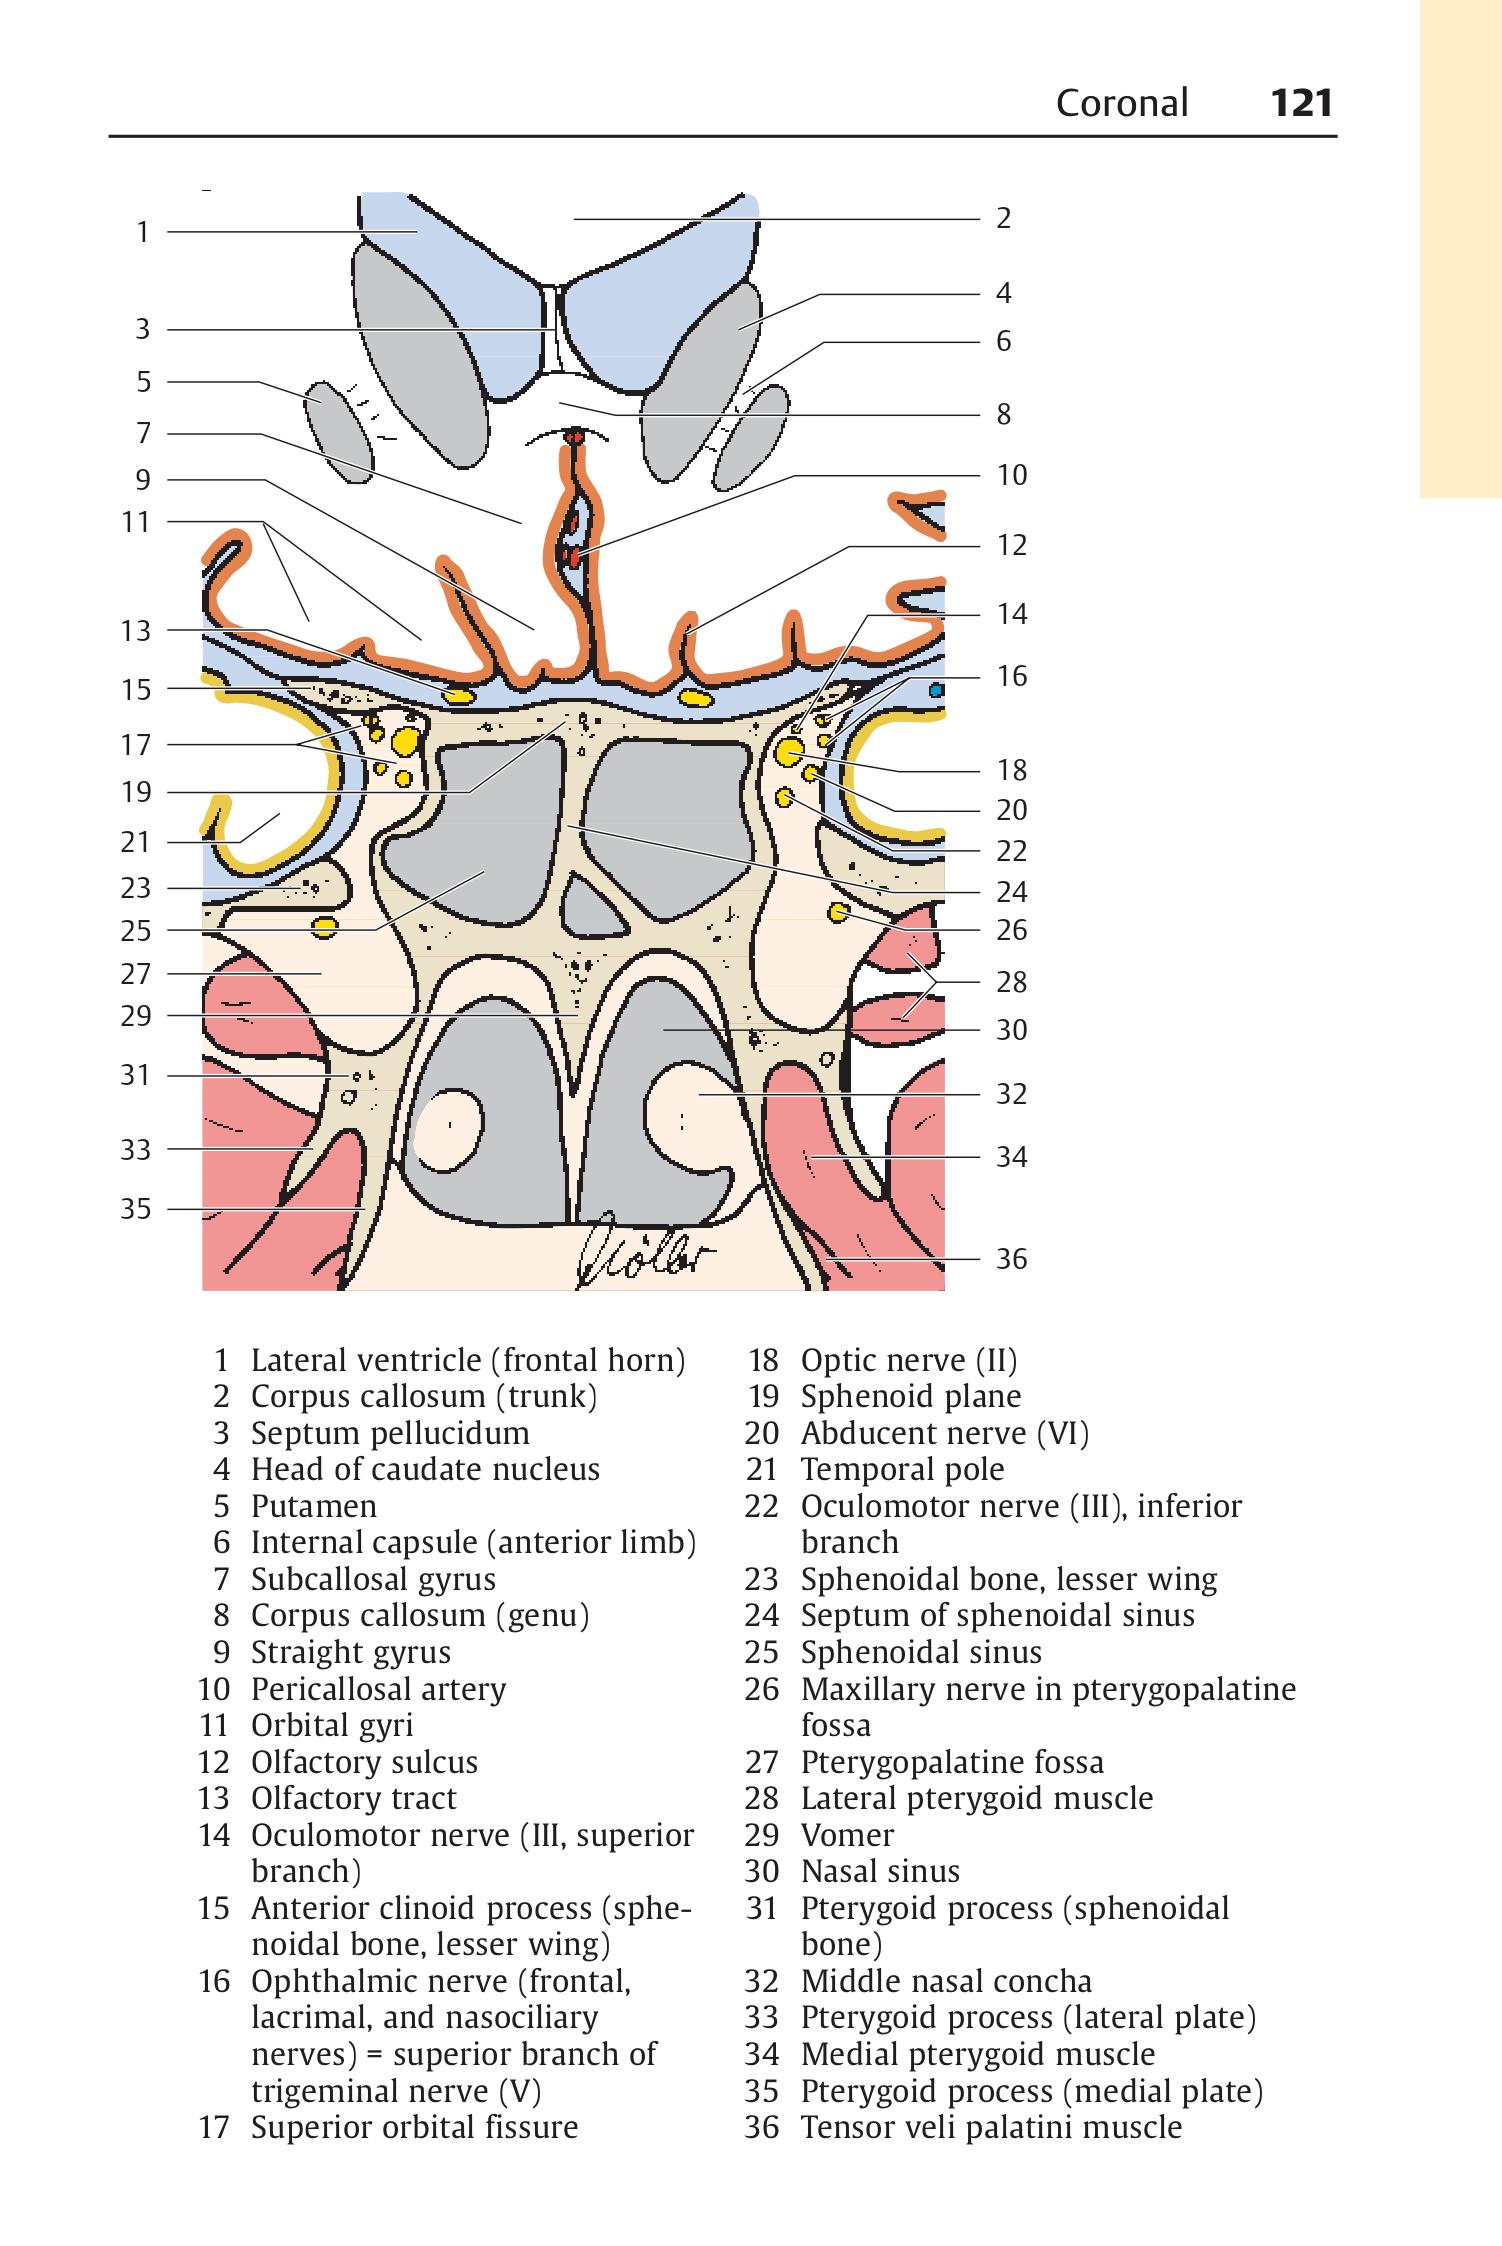 Coronal 121
1
2
3
4
5
6
7
8
9
10
11
12
13
14
15
16
17
18
19
20
21
22
23
24
25
26
27
28
29
30
31
32
33
34
35
36
1 Lateral ventricle (frontal horn)
2 Corpus callosum (trunk)
3 Septum pellucidum
4 Head of caudate nucleus
5 Putamen
6 Internal capsule (anterior limb)
7 Subcallosal gyrus
8 Corpus callosum (genu)
9 Straight gyrus
10 Pericallosal artery
11 Orbital gyri
12 Olfactory sulcus
13 Olfactory tract
14 Oculomotor nerve (III, superior
branch)
15 Anterior clinoid process (sphe-
noidal bone, lesser wing)
16 Ophthalmic nerve (frontal,
lacrimal, and nasociliary
nerves) = superior branch of
trigeminal nerve (V)
17 Superior orbital fissure
18 Optic nerve (II)
19 Sphenoid plane
20 Abducent nerve (VI)
21 Temporal pole
22 Oculomotor nerve (III), inferior
branch
23 Sphenoidal bone, lesser wing
24 Septum of sphenoidal sinus
25 Sphenoidal sinus
26 Maxillary nerve in pterygopalatine
fossa
27 Pterygopalatine fossa
28 Lateral pterygoid muscle
29 Vomer
30 Nasal sinus
31 Pterygoid process (sphenoidal
bone)
32 Middle nasal concha
33 Pterygoid process (lateral plate)
34 Medial pterygoid muscle
35 Pterygoid process (medial plate)
36 Tensor veli palatini muscle